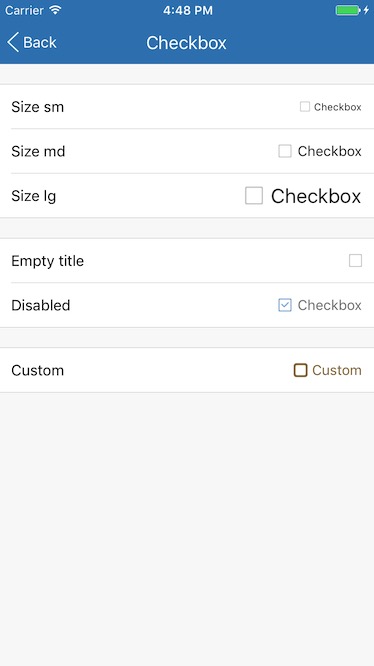 Carrier 4:48 PM
Back Checkbox
Size sm Checkbox
Size md Checkbox
Size lg Checkbox
Empty title
Disabled Checkbox
Custom Custom